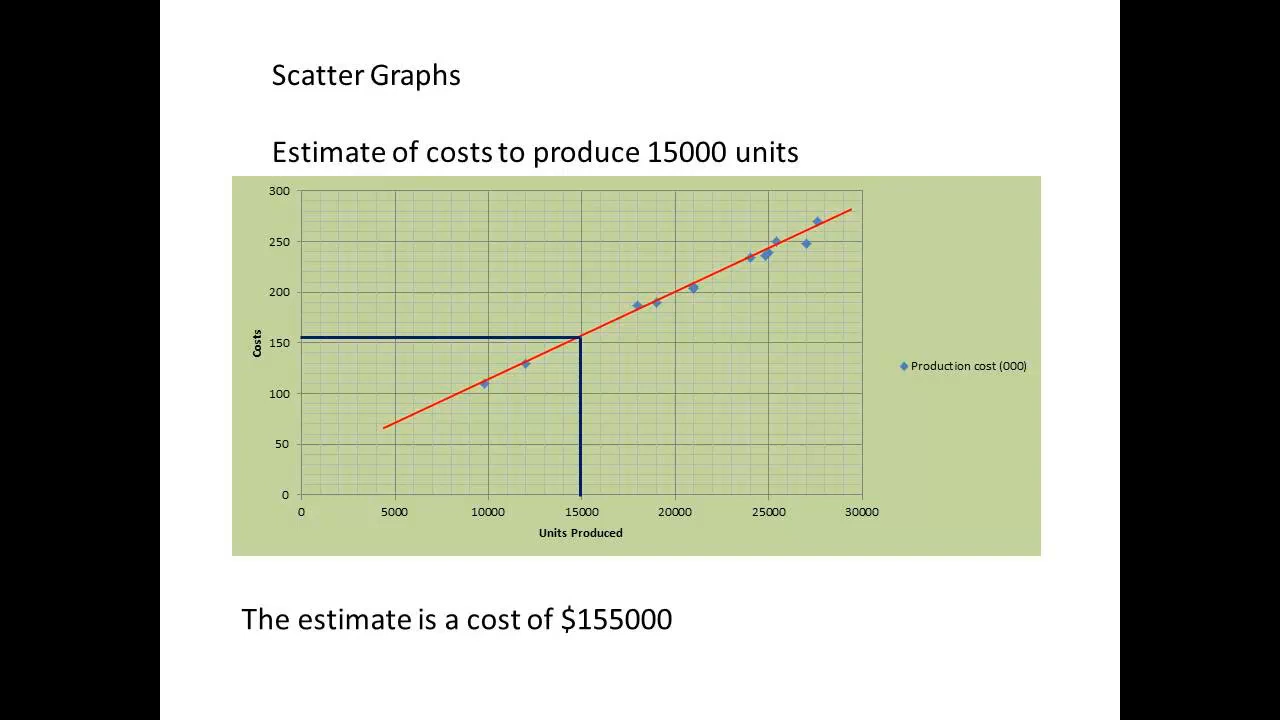 Scatter Graphs
Estimate of costs to produce 15000 units
300
250
200
150
100
50
0
Costs
0 5000 10000 15000 20000 25000 30000
Units Produced
Production cost (000)
The estimate is a cost of $155000